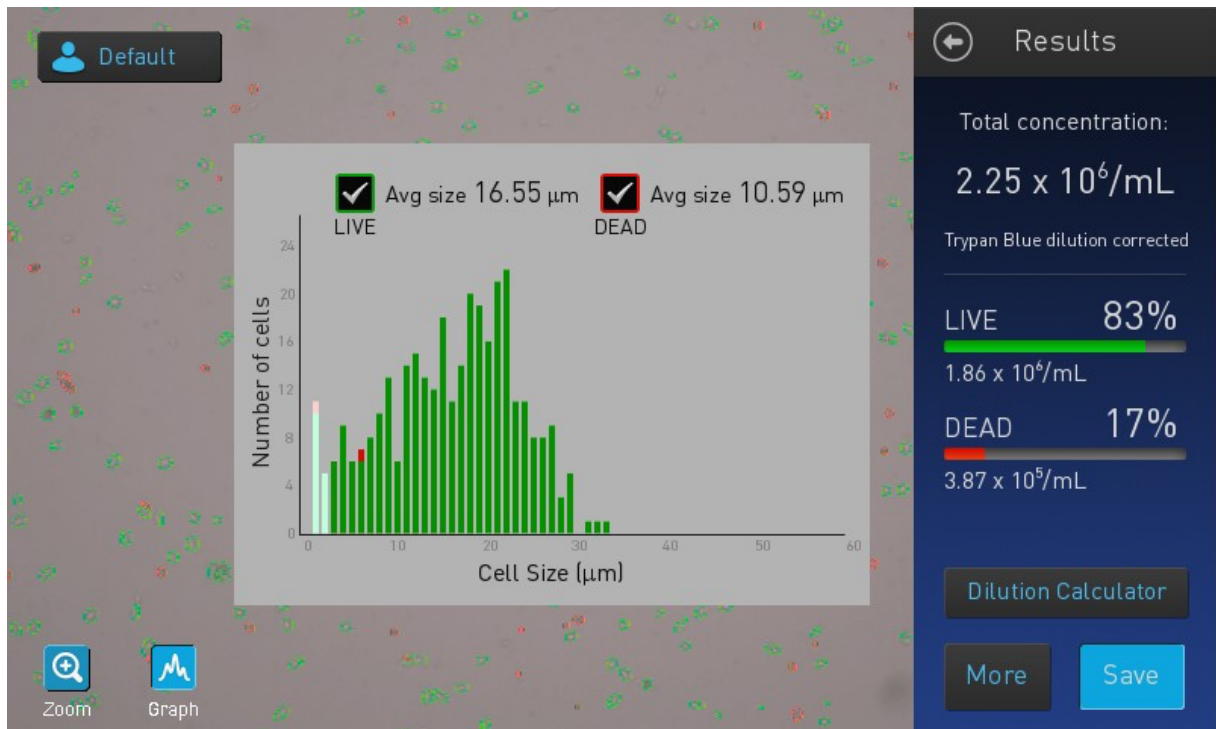 Default
Results
Total concentration:
2.25 x 10⁶/mL
Trypan Blue dilution corrected
LIVE 83%
1.86 x 10⁶/mL
DEAD 17%
3.87 x 10⁵/mL
Dilution Calculator
More Save
Avg size 16.55 μm Avg size 10.59 μm
LIVE DEAD
Number of cells
24
20
16
12
8
4
0
0 10 20 30 40 50 60
Cell Size (μm)
Zoom Graph